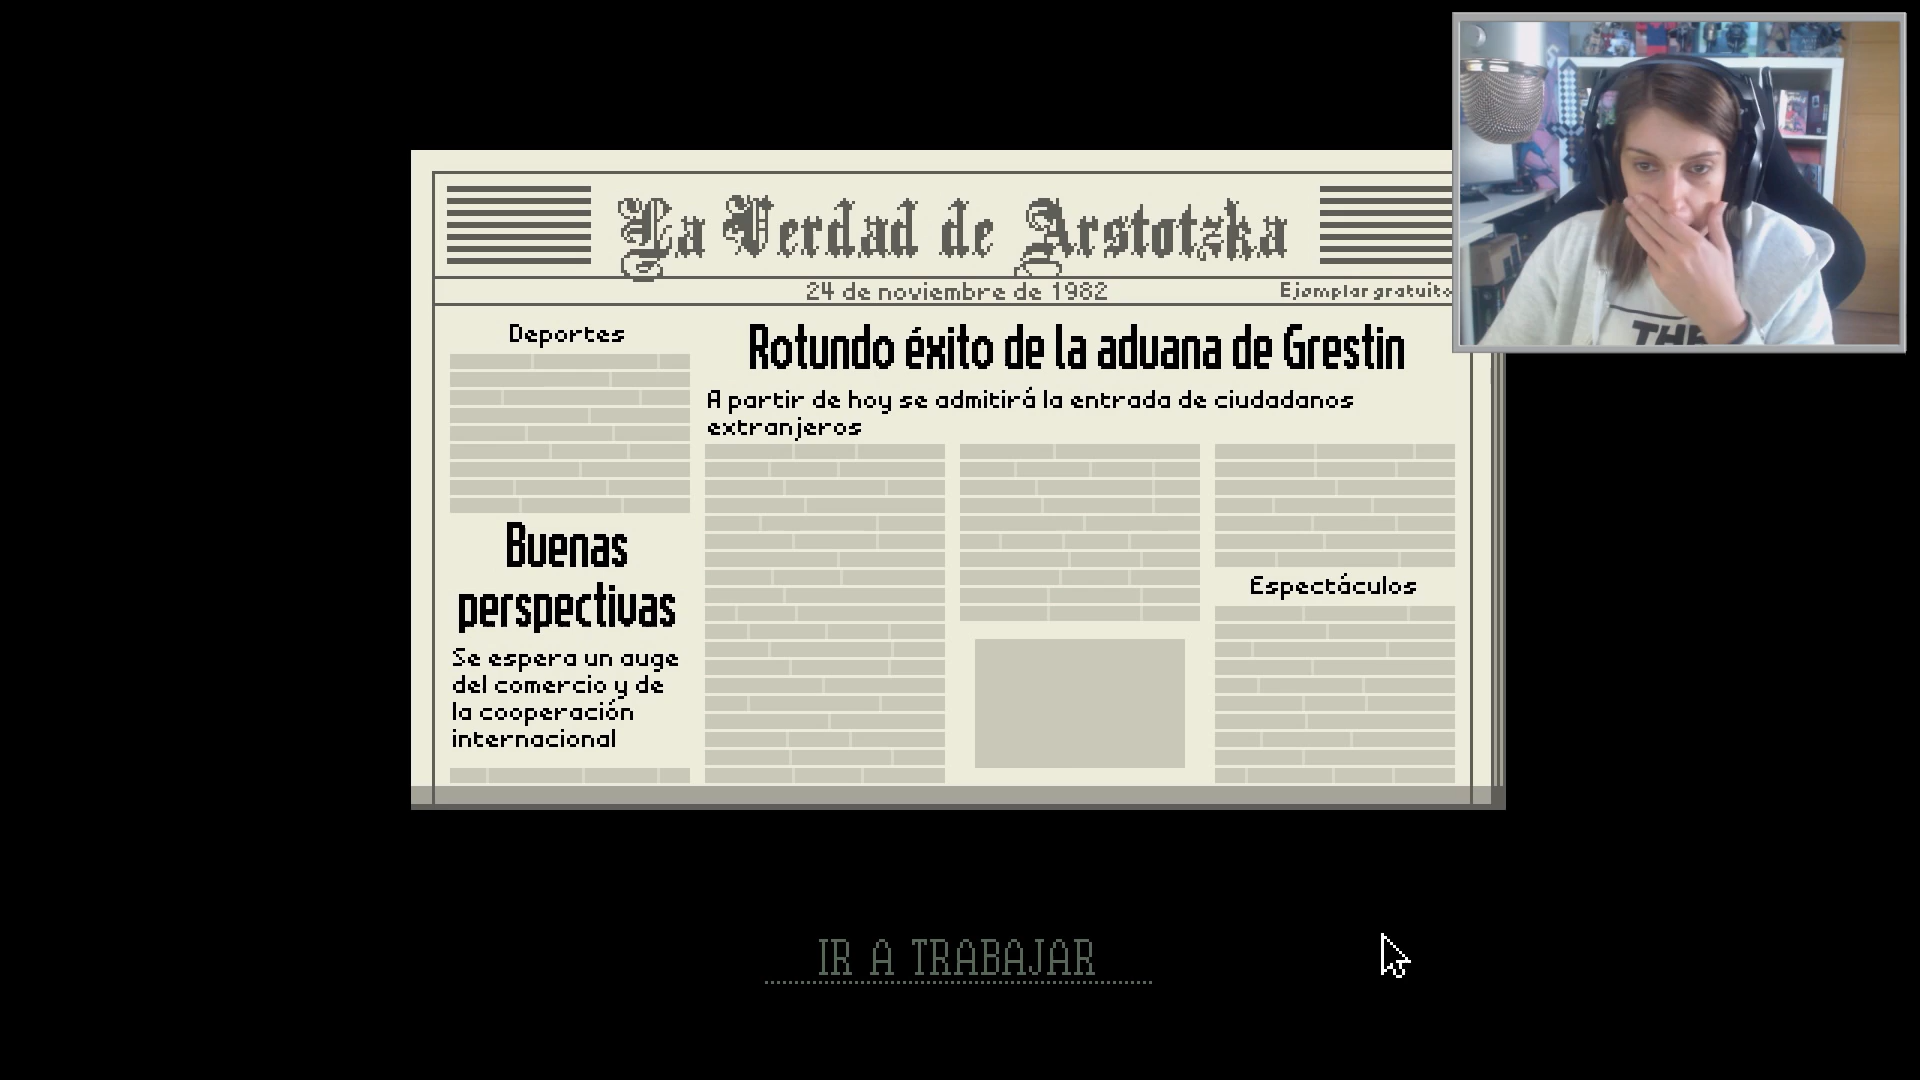 La Verdad de Arstotzka
24 de noviembre de 1982
Ejemplar gratuito
Deportes
Rotundo éxito de la aduana de Grestin
A partir de hoy se admitirá la entrada de ciudadanos
extranjeros
Buenas
perspectivas
Se espera un auge
del comercio y de
la cooperación
internacional
Espectáculos
IR A TRABAJAR
THE